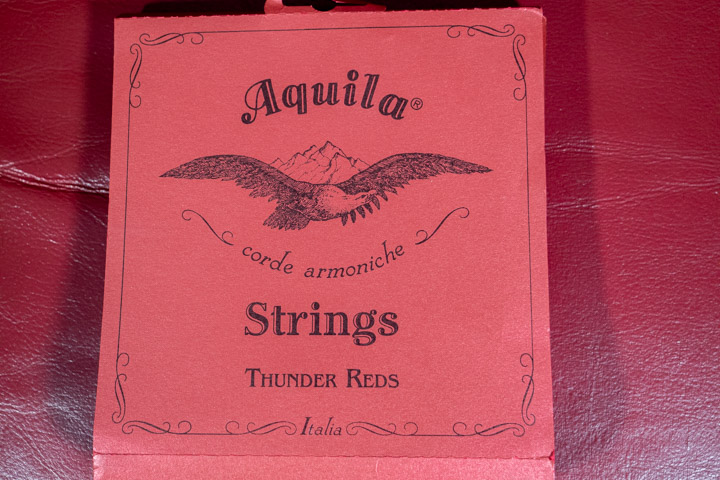 Aquila®
corde armoniche
Strings
THUNDER REDS
Italia